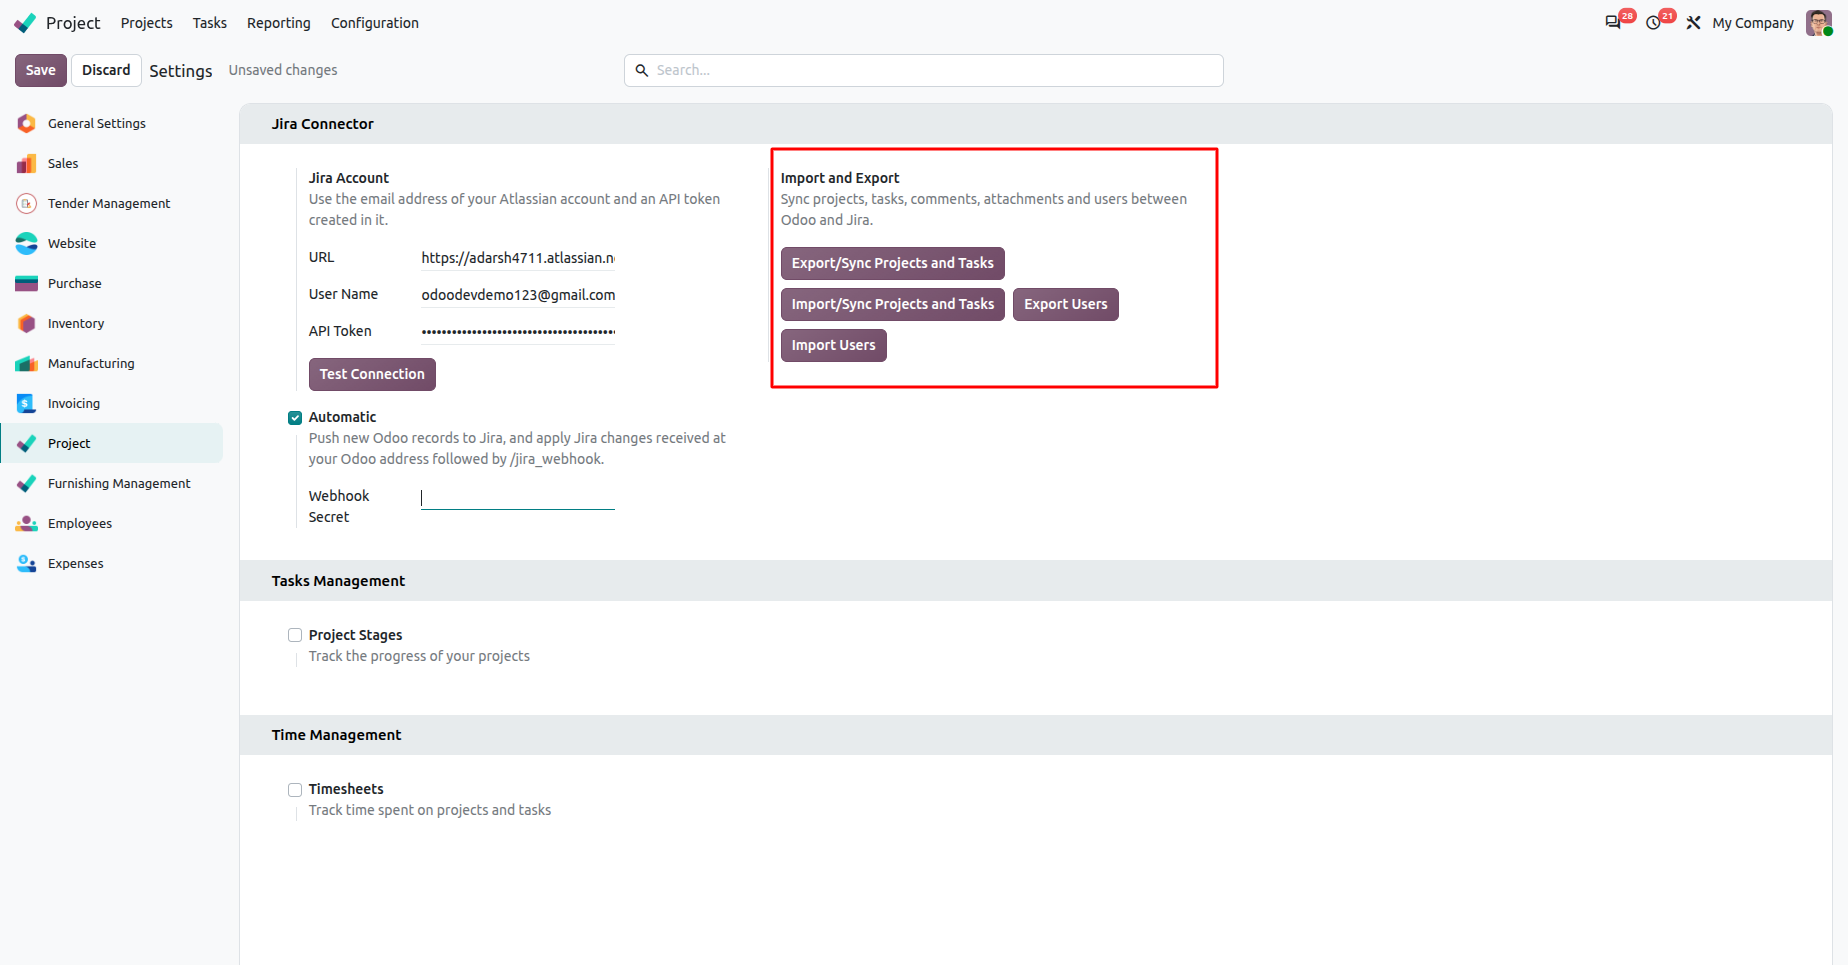 Project Projects Tasks Reporting Configuration 28 21 My Company
Save Discard Settings Unsaved changes Search...
General Settings
Sales
Tender Management
Website
Purchase
Inventory
Manufacturing
Invoicing
Project
Furnishing Management
Employees
Expenses
Jira Connector
Jira Account
Use the email address of your Atlassian account and an API token
created in it.
URL https://adarsh4711.atlassian.n
User Name odoodevdemo123@gmail.com
API Token
Test Connection
Import and Export
Sync projects, tasks, comments, attachments and users between
Odoo and Jira.
Export/Sync Projects and Tasks
Import/Sync Projects and Tasks Export Users
Import Users
Automatic
Push new Odoo records to Jira, and apply Jira changes received at
your Odoo address followed by /jira_webhook.
Webhook
Secret
Tasks Management
Project Stages
Track the progress of your projects
Time Management
Timesheets
Track time spent on projects and tasks